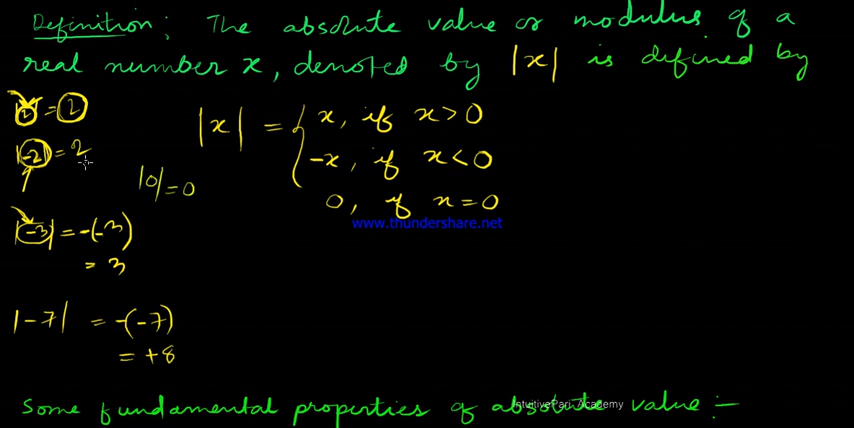 Definition: The absolute value or modulus of a
real number x, denoted by |x| is defined by
|2| = 2
|-2| = 2
|0| = 0
|-3| = -(-3)
= 3
|-7| = -(-7)
= +8
|x| = { x, if x > 0
-x, if x < 0
0, if x = 0
www.thundershare.net
Some fundamental properties of absolute value :-
IntuitivePari Academy